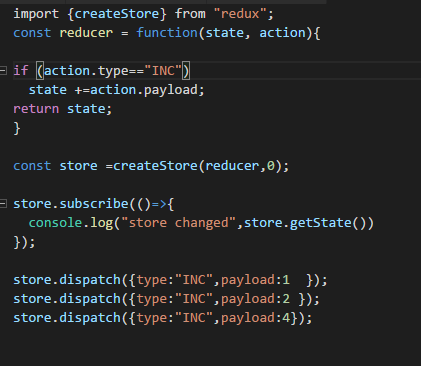 import {createStore} from "redux";
const reducer = function(state, action){
if (action.type=="INC")
state +=action.payload;
return state;
}
const store =createStore(reducer,0);
store.subscribe(()=>{
console.log("store changed",store.getState())
});
store.dispatch({type:"INC",payload:1  });
store.dispatch({type:"INC",payload:2 });
store.dispatch({type:"INC",payload:4});